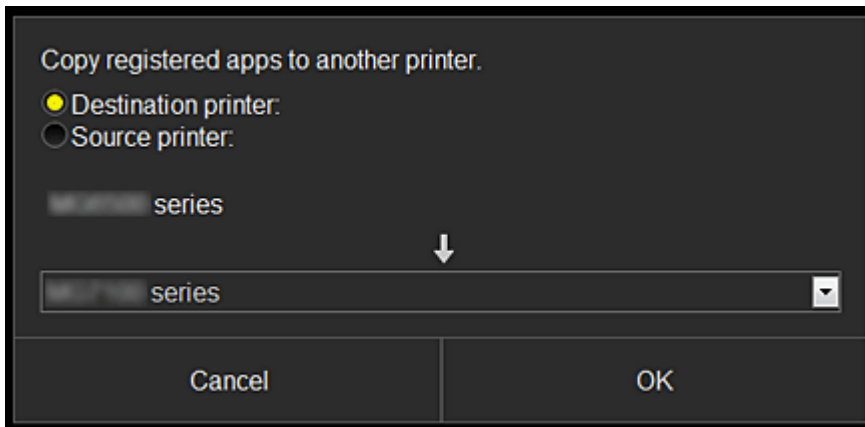 Copy registered apps to another printer.
Destination printer:
Source printer:
series
series
Cancel
OK